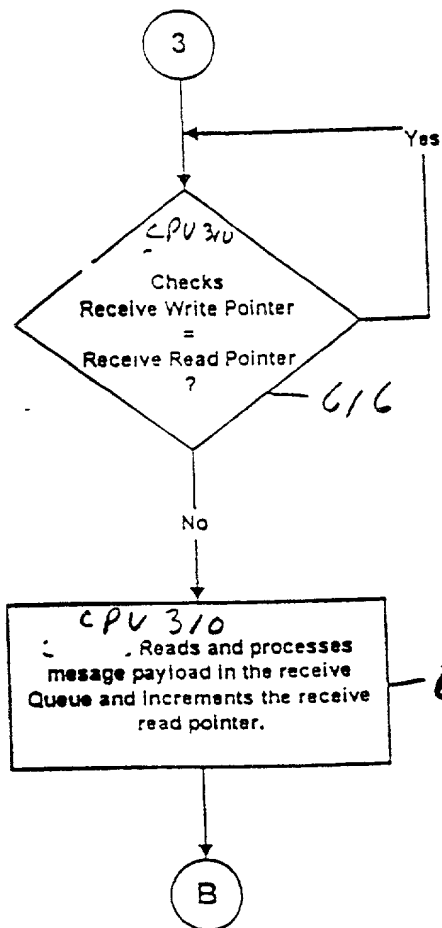 3
Yes
CPU 310
Checks
Receive Write Pointer
=
Receive Read Pointer
?
616
No
CPU 310
Reads and processes
mesage payload in the receive
Queue and increments the receive
read pointer.
B